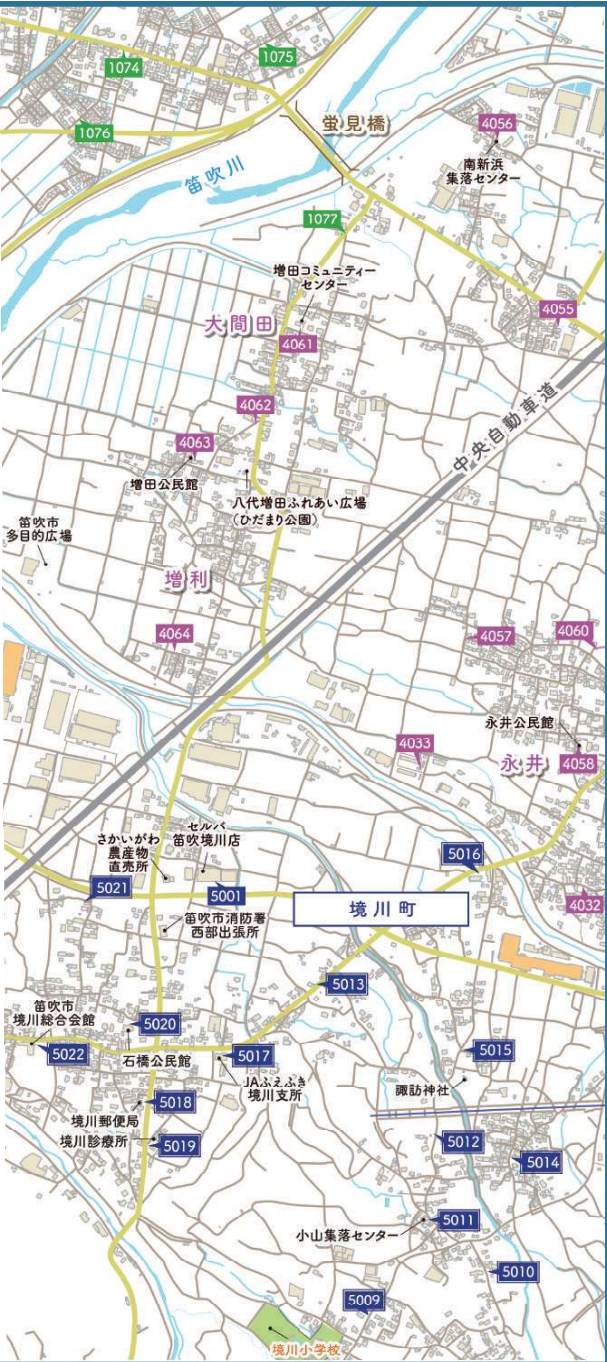 1074
1075
1076
蛍見橋
4056
南新浜
集落センター
笛吹川
1077
増田コミュニティー
センター
大間田
4061
4055
4062
中央自動車道
4063
増田公民館
八代増田ふれあい広場
(ひだまり公園)
笛吹市
多目的広場
増利
4064
4057
4060
永井公民館
4033
永井
4058
さかいがわ
農産物
直売所
セルバ
笛吹境川店
5016
5021
5001
境川町
4032
笛吹市消防署
西部出張所
5013
笛吹市
境川総合会館
5020
5022
石橋公民館
5017
5015
JAふえふき
境川支所
諏訪神社
5018
境川郵便局
境川診療所
5019
5012
5014
5011
小山集落センター
5010
5009
境川小学校